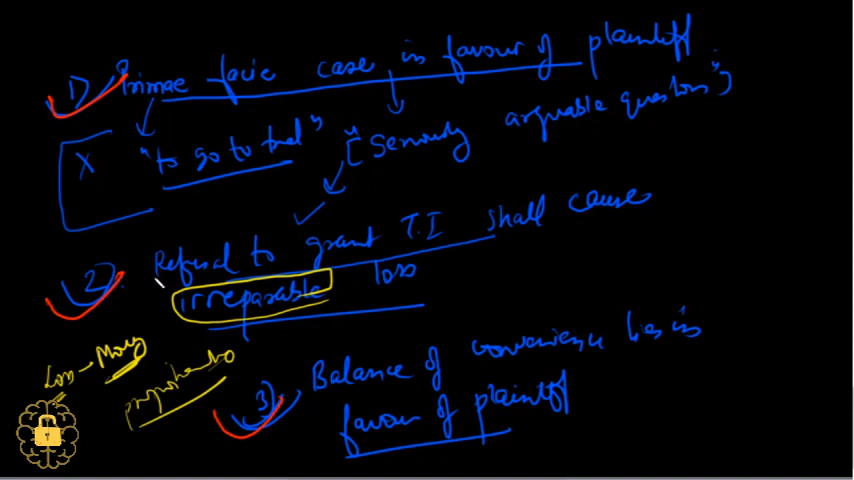 1) Primae facie case in favour of plaintiff
X "to go to trial" ["Seriously arguable questions"]
2) Refusal to grant T.I shall cause
irreparable loss
Loss - Money
3) Balance of convenience lies in
favour of plaintiff